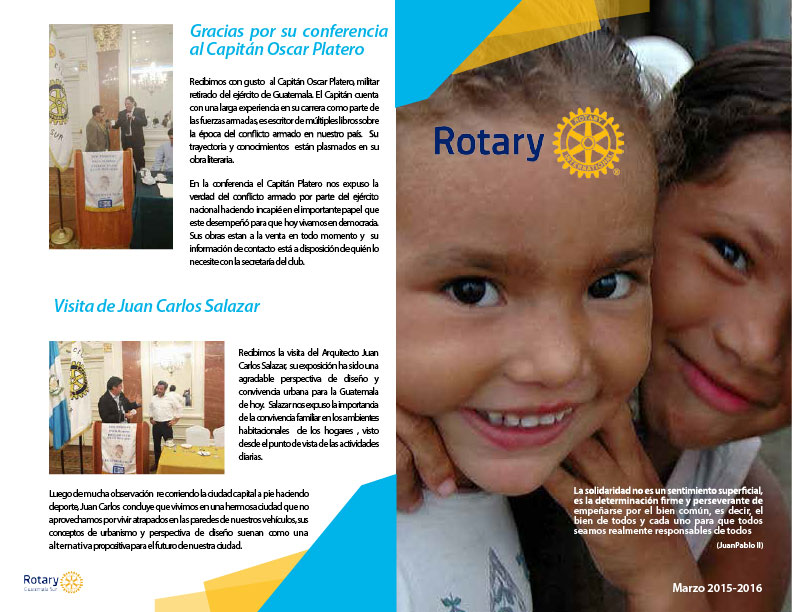 Gracias por su conferencia
al Capitán Oscar Platero
Recibimos con gusto al Capitán Oscar Platero, militar
retirado del ejército de Guatemala. El Capitán cuenta
con una larga experiencia en su carrera como parte de
las fuerzas armadas, es escritor de múltiples libros sobre
la época del conflicto armado en nuestro país. Su
trayectoria y conocimientos están plasmados en su
obra literaria.
En la conferencia el Capitán Platero nos expuso la
verdad del conflicto armado por parte del ejército
nacional haciendo incapié en el importante papel que
este desempeñó para que hoy vivamos en democracia.
Sus obras estan a la venta en todo momento y su
información de contacto está a disposición de quién lo
necesite con la secretaría del club.
Visita de Juan Carlos Salazar
Recibimos la visita del Arquitecto Juan
Carlos Salazar, su exposición ha sido una
agradable perspectiva de diseño y
convivencia urbana para la Guatemala
de hoy. Salazar nos expuso la importancia
de la convivencia familiar en los ambientes
habitacionales de los hogares , visto
desde el punto de vista de las actividades
diarias.
Luego de mucha observación recorriendo la ciudad capital a pie haciendo
deporte, Juan Carlos concluye que vivimos en una hermosa ciudad que no
aprovechamos por vivir atrapados en las paredes de nuestros vehículos, sus
conceptos de urbanismo y perspectiva de diseño suenan como una
alternativa propositiva para el futuro de nuestra ciudad.
Rotary
Guatemala Sur
Rotary
ROTARY
INTERNATIONAL
La solidaridad no es un sentimiento superficial,
es la determinación firme y perseverante de
empeñarse por el bien común, es decir, el
bien de todos y cada uno para que todos
seamos realmente responsables de todos
(JuanPablo II)
Marzo 2015-2016